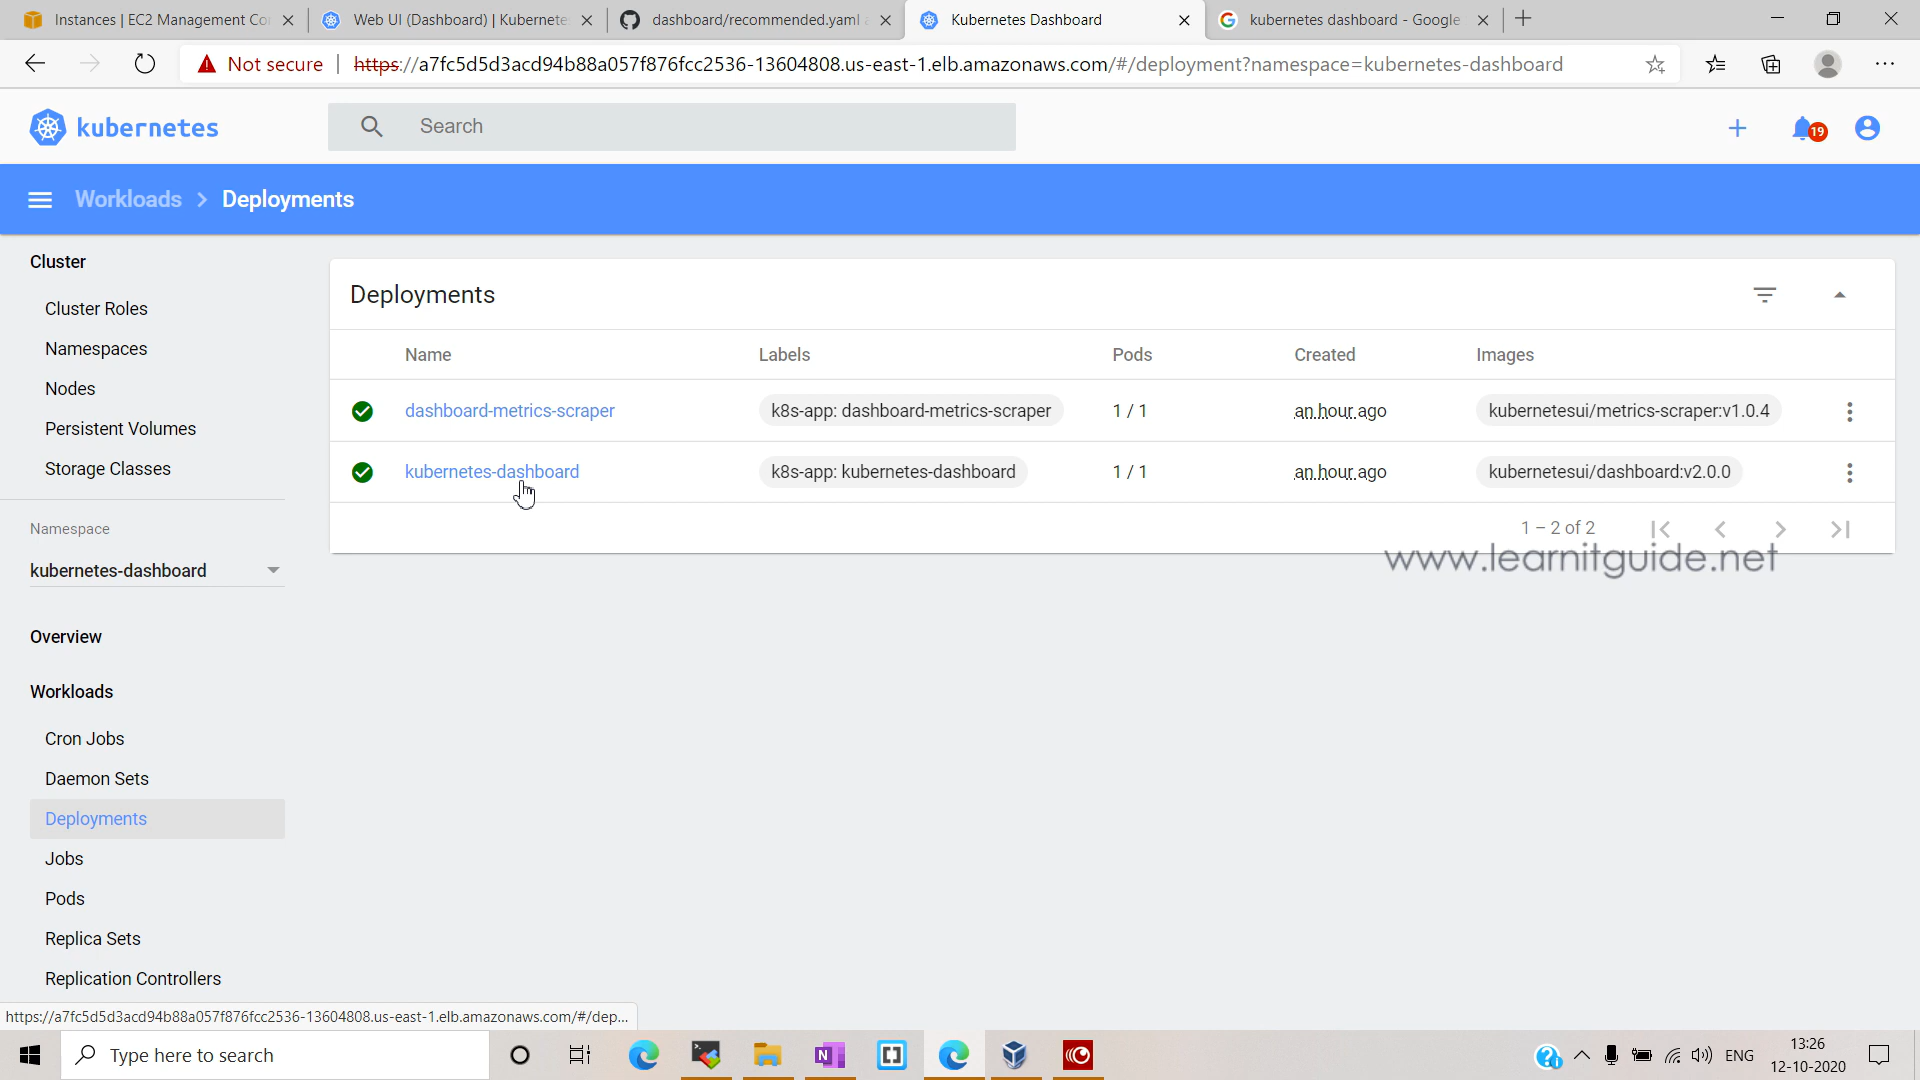 Instances | EC2 Management Co
Web UI (Dashboard) | Kubernete
dashboard/recommended.yaml a
Kubernetes Dashboard
kubernetes dashboard - Google
Not secure
https://a7fc5d5d3acd94b88a057f876fcc2536-13604808.us-east-1.elb.amazonaws.com/#/deployment?namespace=kubernetes-dashboard
kubernetes
Search
19
Workloads > Deployments
Cluster
Cluster Roles
Namespaces
Nodes
Persistent Volumes
Storage Classes
Namespace
kubernetes-dashboard
Overview
Workloads
Cron Jobs
Daemon Sets
Deployments
Jobs
Pods
Replica Sets
Replication Controllers
Deployments
Name Labels Pods Created Images
dashboard-metrics-scraper k8s-app: dashboard-metrics-scraper 1 / 1 an hour ago kubernetesui/metrics-scraper:v1.0.4
kubernetes-dashboard k8s-app: kubernetes-dashboard 1 / 1 an hour ago kubernetesui/dashboard:v2.0.0
1 – 2 of 2
www.learnitguide.net
https://a7fc5d5d3acd94b88a057f876fcc2536-13604808.us-east-1.elb.amazonaws.com/#/dep...
Type here to search
ENG
13:26
12-10-2020